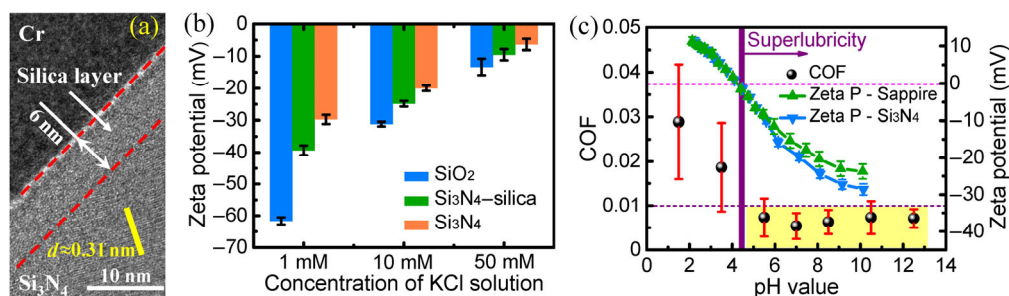 (a)
Cr
Silica layer
6 nm
d≈0.31 nm
Si3N4
10 nm
(b)
Zeta potential (mV)
0
−10
−20
−30
−40
−50
−60
−70
SiO2
Si3N4–silica
Si3N4
1 mM 10 mM 50 mM
Concentration of KCl solution
(c)
COF
0.05
0.04
0.03
0.02
0.01
0
Superlubricity
COF
Zeta P - Sappire
Zeta P - Si3N4
10
0
−10
−20
−30
−40
Zeta potential (mV)
0 2 4 6 8 10 12 14
pH value